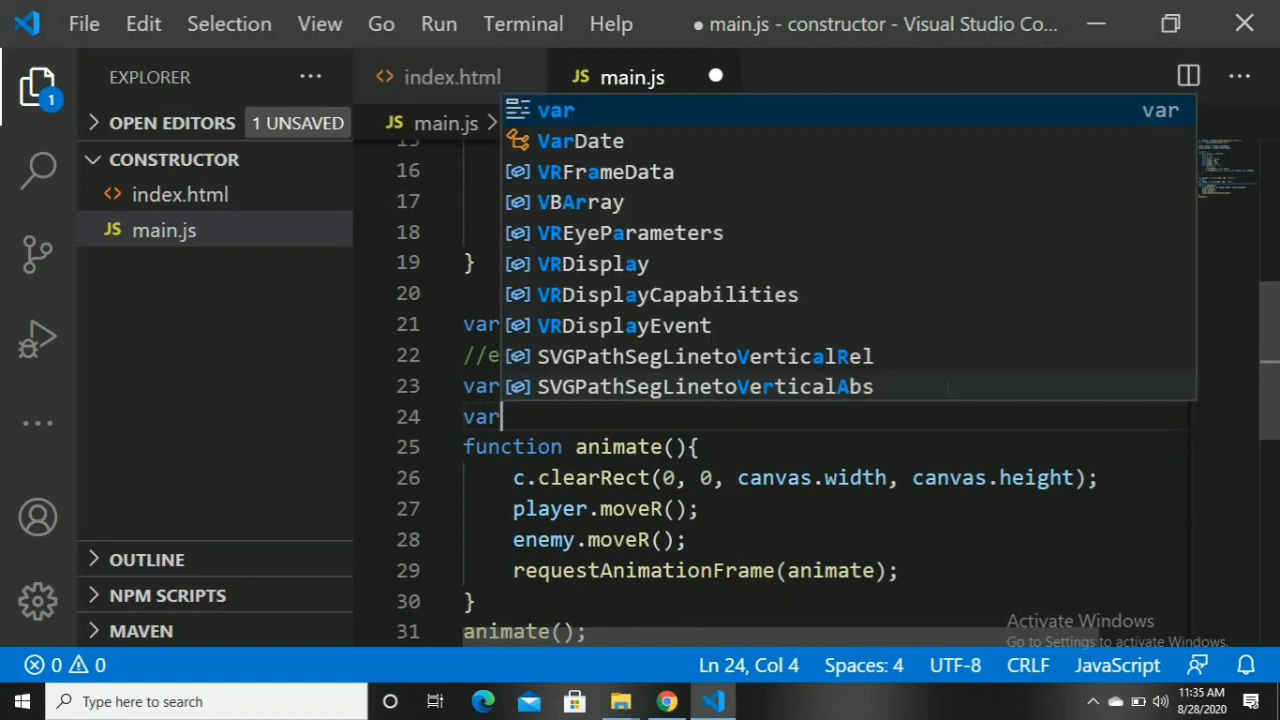 File Edit Selection View Go Run Terminal Help ● main.js - constructor - Visual Studio Co...
EXPLORER ...
index.html
JS main.js
1
OPEN EDITORS 1 UNSAVED
JS main.js >
CONSTRUCTOR
index.html
JS main.js
var var
VarDate
VRFrameData
VBArray
VREyeParameters
VRDisplay
VRDisplayCapabilities
VRDisplayEvent
SVGPathSegLinetoVerticalRel
SVGPathSegLinetoVerticalAbs
15
16
17
18
19 }
20
21 var
22 //e
23 var
24 var
25 function animate(){
26 c.clearRect(0, 0, canvas.width, canvas.height);
27 player.moveR();
28 enemy.moveR();
29 requestAnimationFrame(animate);
30 }
31 animate();
OUTLINE
NPM SCRIPTS
MAVEN
Activate Windows
Go to Settings to activate Windows.
0 0 Ln 24, Col 4 Spaces: 4 UTF-8 CRLF JavaScript
Type here to search
11:35 AM
8/28/2020